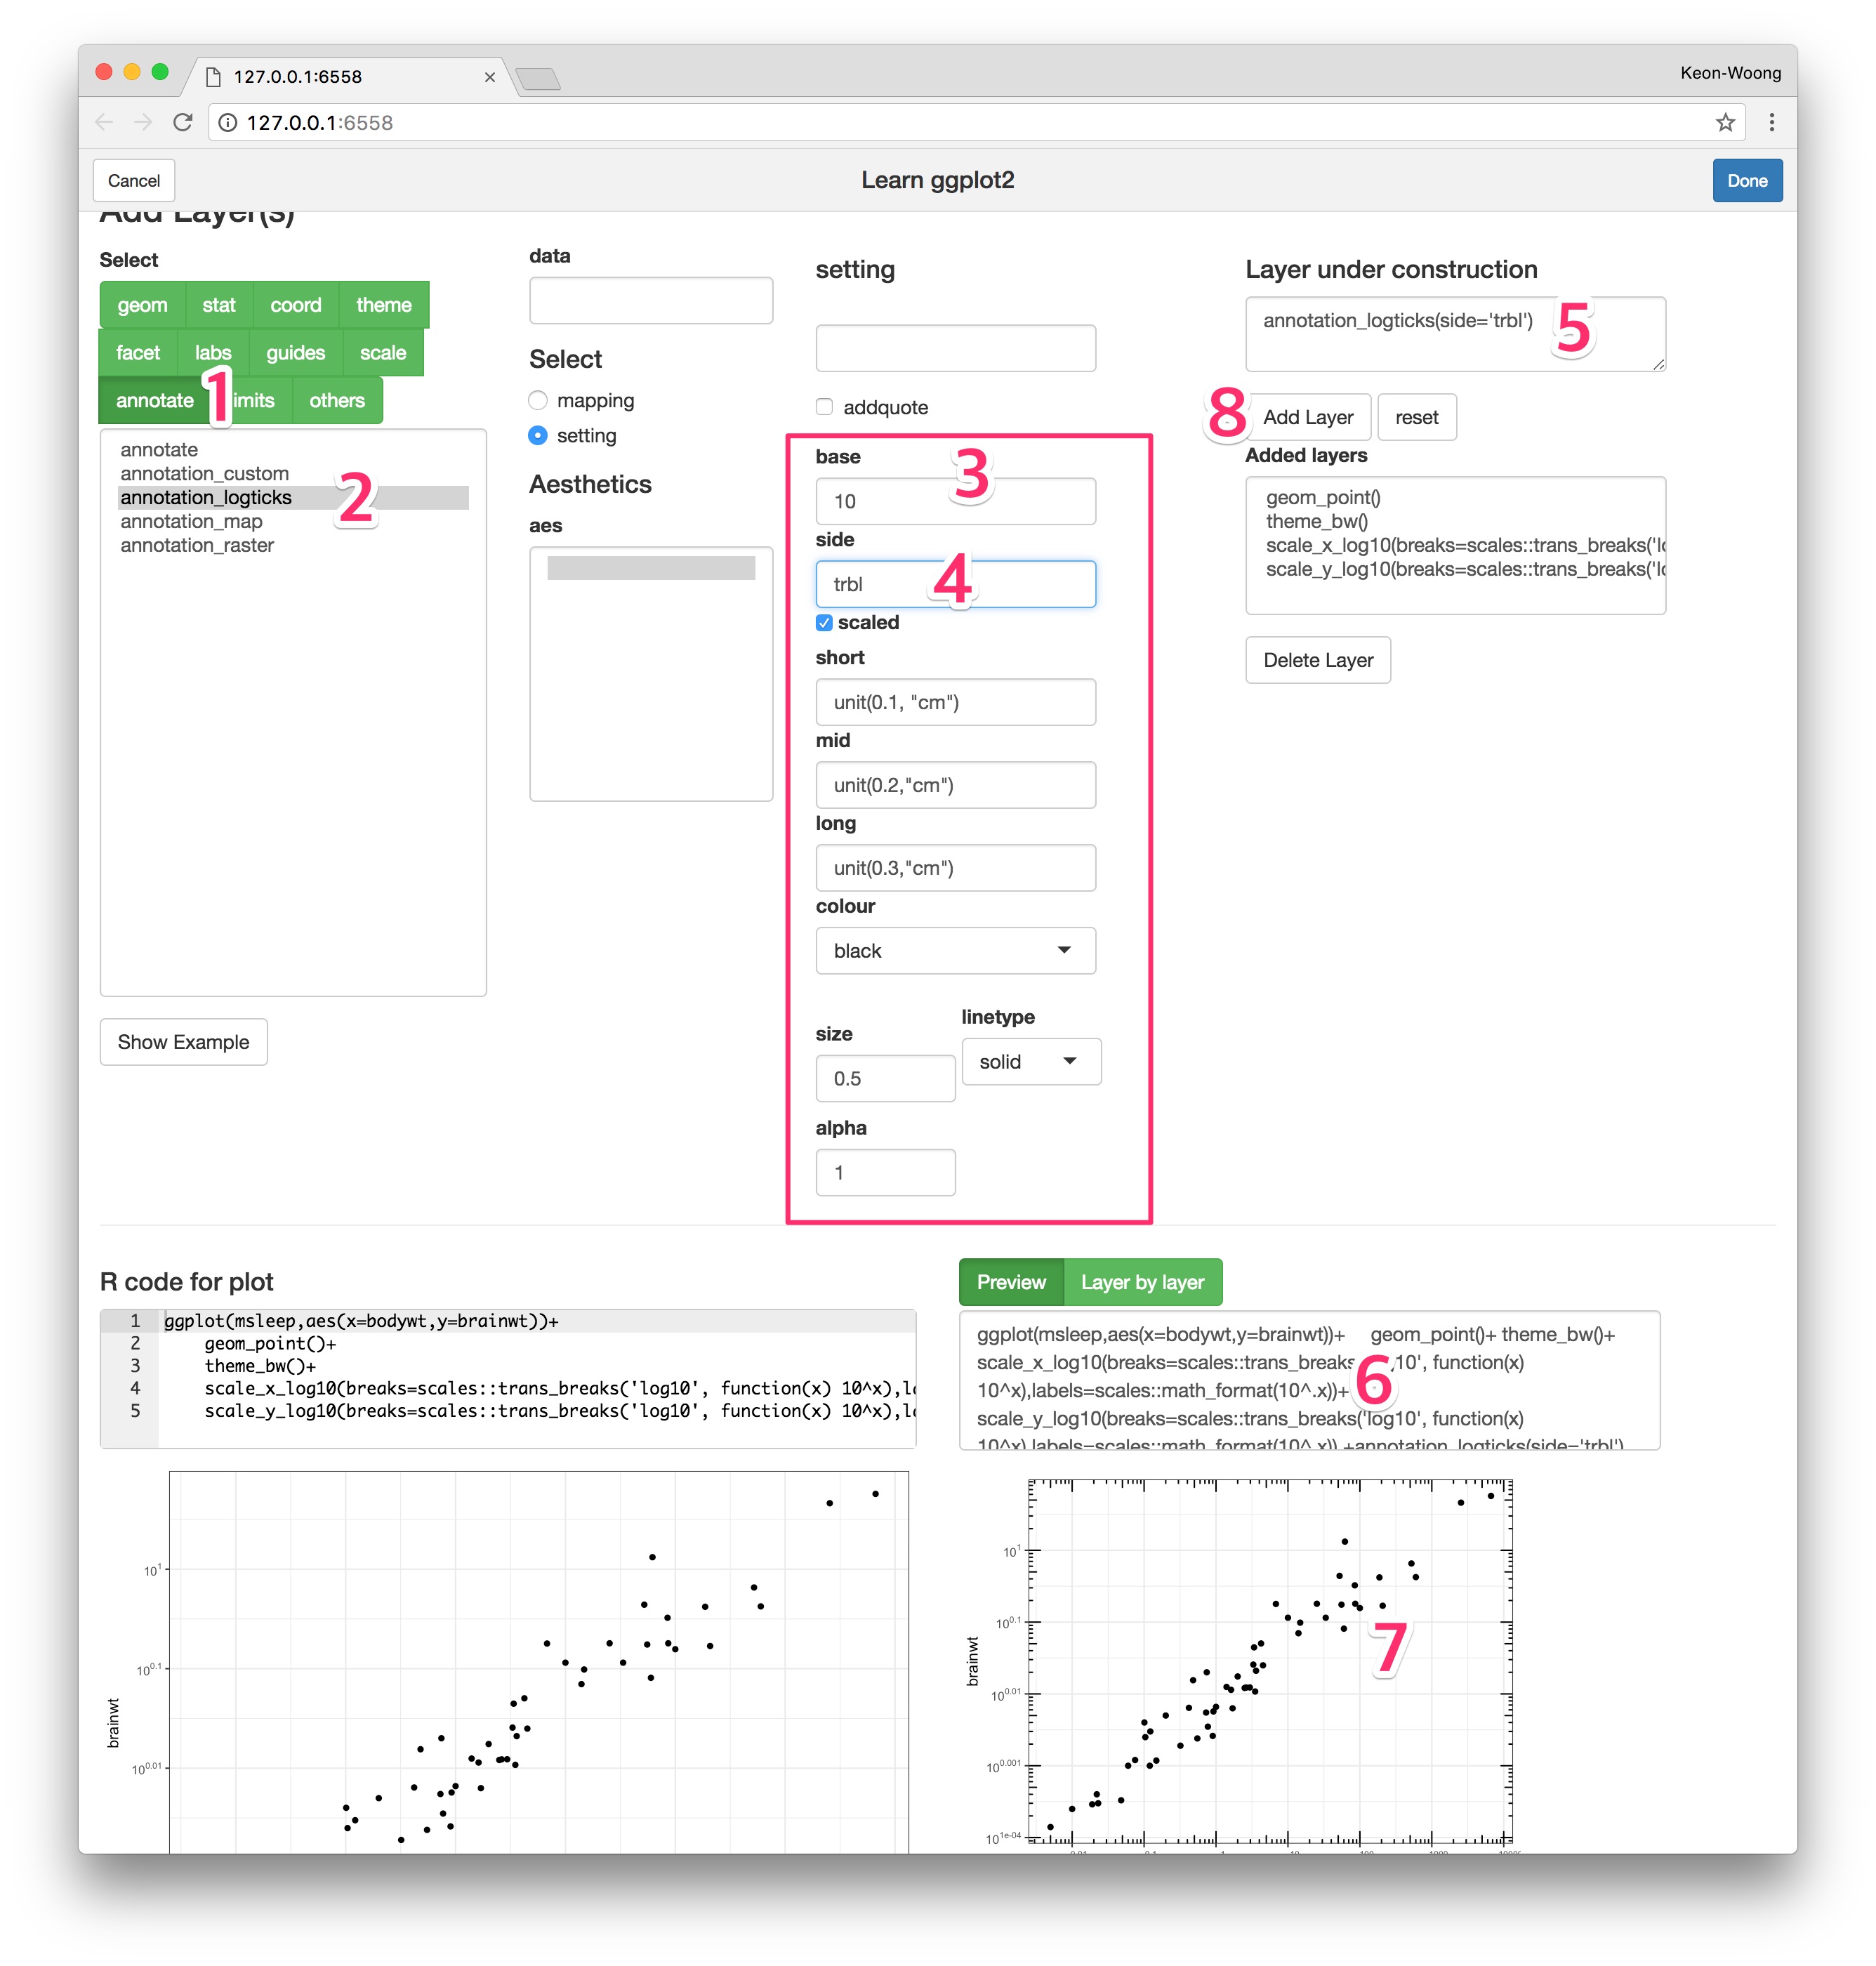 127.0.0.1:6558
Keon-Woong
127.0.0.1:6558
Cancel
Learn ggplot2
Done
Add Layer(s)
Select
geom stat coord theme
facet labs guides scale
annotate imits others
1
annotate
annotation_custom
annotation_logticks
annotation_map
annotation_raster
2
Show Example
data
Select
mapping
setting
Aesthetics
aes
setting
addquote
base
3
10
side
trbl
4
scaled
short
unit(0.1, "cm")
mid
unit(0.2,"cm")
long
unit(0.3,"cm")
colour
black
size
linetype
0.5
solid
alpha
1
Layer under construction
annotation_logticks(side='trbl')
5
8
Add Layer
reset
Added layers
geom_point()
theme_bw()
scale_x_log10(breaks=scales::trans_breaks('lo
scale_y_log10(breaks=scales::trans_breaks('lo
Delete Layer
R code for plot
1 ggplot(msleep,aes(x=bodywt,y=brainwt))+
2 geom_point()+
3 theme_bw()+
4 scale_x_log10(breaks=scales::trans_breaks('log10', function(x) 10^x),la
5 scale_y_log10(breaks=scales::trans_breaks('log10', function(x) 10^x),la
Preview
Layer by layer
ggplot(msleep,aes(x=bodywt,y=brainwt))+ geom_point()+ theme_bw()+
scale_x_log10(breaks=scales::trans_breaks 10', function(x)
10^x),labels=scales::math_format(10^.x))+
scale_y_log10(breaks=scales::trans_breaks('log10', function(x)
10^x),labels=scales::math_format(10^.x)) +annotation_logticks(side='trbl')
6
10^1
10^0.1
10^0.01
brainwt
10^1
10^0.1
10^0.01
10^0.001
10^1e-04
brainwt
7